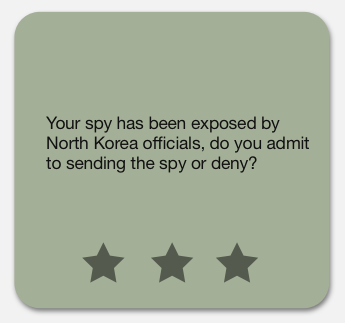 Your spy has been exposed by
North Korea officials, do you admit
to sending the spy or deny?